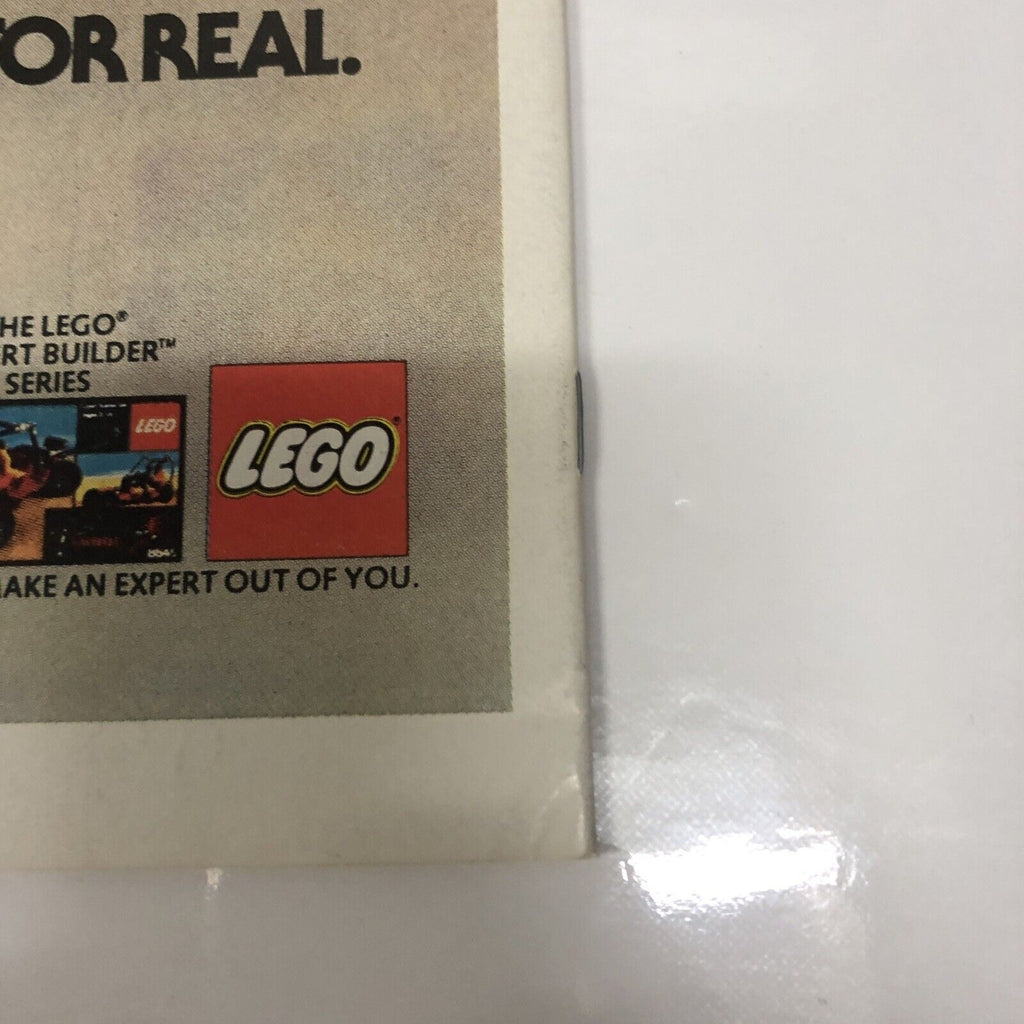 OR REAL.
HE LEGO®
RT BUILDER™
SERIES
LEGO
LEGO®
AKE AN EXPERT OUT OF YOU.